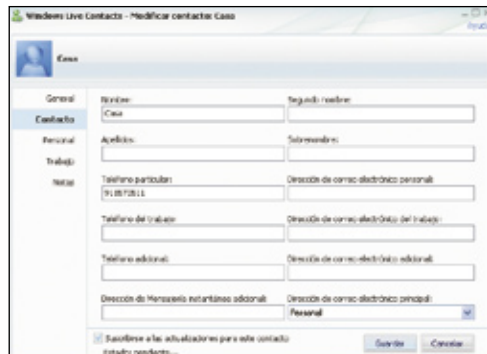 Windows Live Contacts - Modificar contacto: Casa
Ayuda
Casa
General
Contacto
Personal
Trabajo
Notas
Nombre:
Segundo nombre:
Casa
Apellidos:
Sobrenombre:
Teléfono particular:
Dirección de correo electrónico personal:
Teléfono del trabajo:
Dirección de correo electrónico del trabajo:
Teléfono adicional:
Dirección de correo electrónico adicional:
Dirección de Mensajería instantánea adicional:
Dirección de correo electrónico principal:
Personal
Suscribirse a las actualizaciones para este contacto
Estado: pendiente...
Guardar
Cancelar